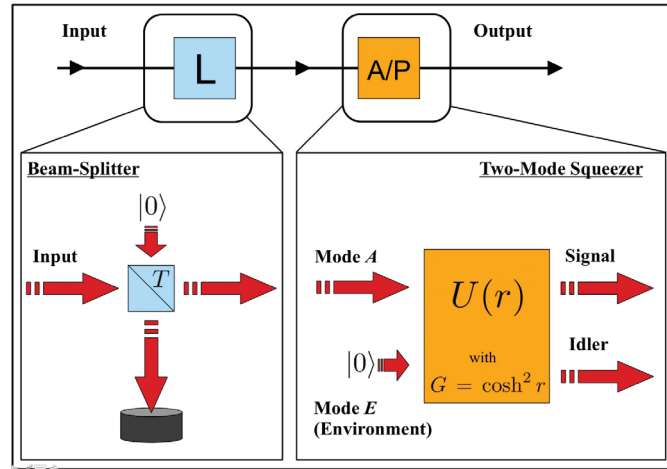 Input
Output
L
A/P
Beam-Splitter
|0⟩
Input
T
Two-Mode Squeezer
Mode A
U(r)
Signal
|0⟩
with
Idler
G = cosh² r
Mode E
(Environment)